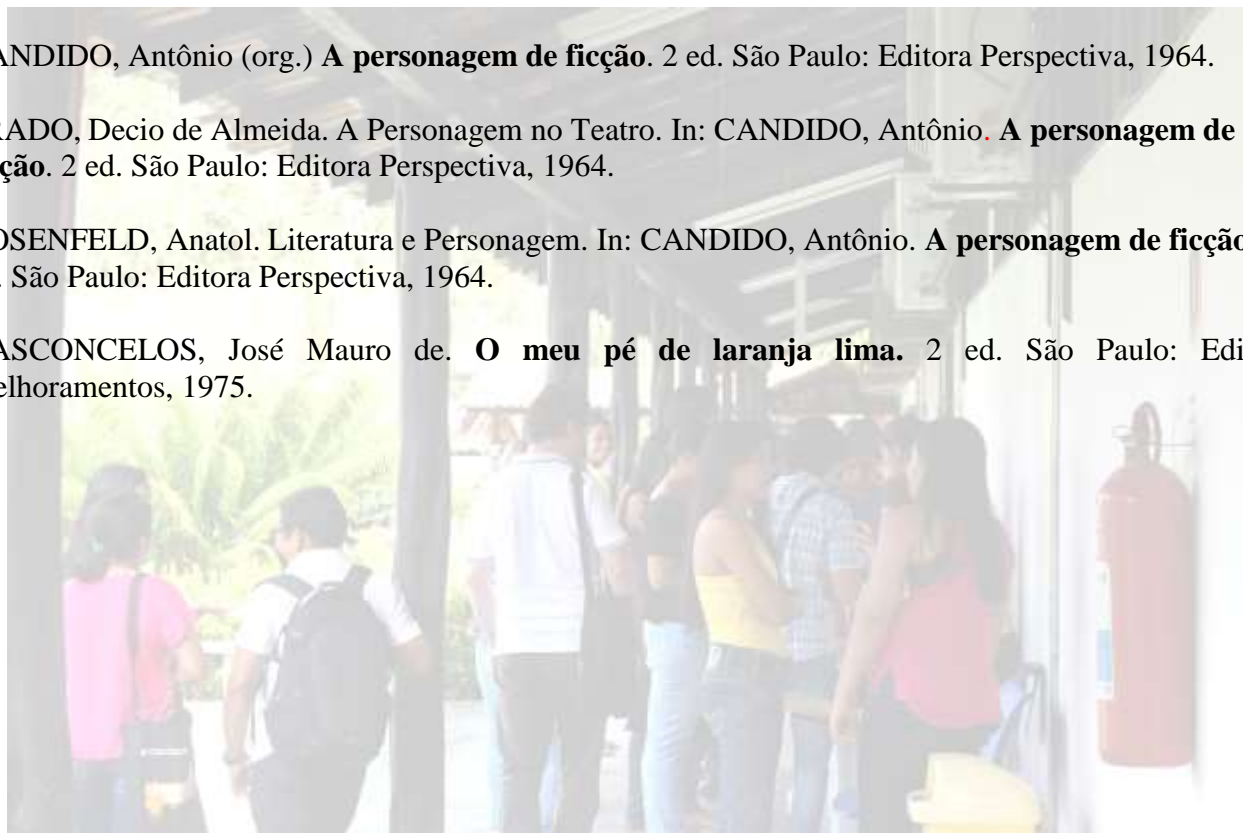 ANDIDO, Antônio (org.) A personagem de ficção. 2 ed. São Paulo: Editora Perspectiva, 1964.
RADO, Decio de Almeida. A Personagem no Teatro. In: CANDIDO, Antônio. A personagem de
ção. 2 ed. São Paulo: Editora Perspectiva, 1964.
OSENFELD, Anatol. Literatura e Personagem. In: CANDIDO, Antônio. A personagem de ficção
. São Paulo: Editora Perspectiva, 1964.
ASCONCELOS, José Mauro de. O meu pé de laranja lima. 2 ed. São Paulo: Edi
elhoramentos, 1975.